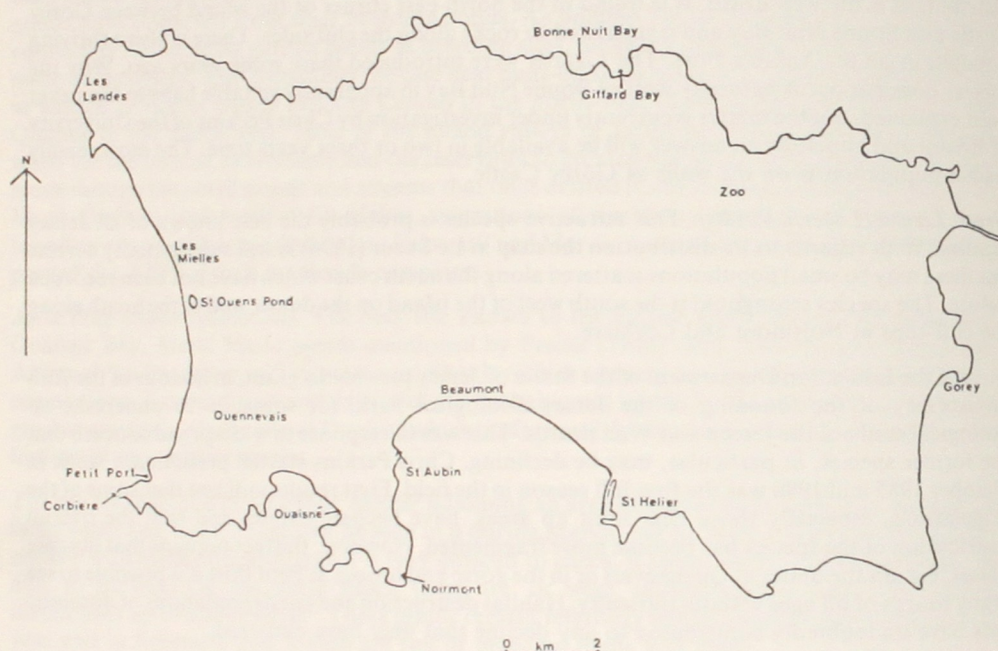 Bonne Nuit Bay
Giffard Bay
Les
Landes
N
Zoo
Les
Mielles
St Ouens Pond
Gorey
Beaumont
Quennevais
Petit Port
St Aubin
Corbiere
Ouaisné
St Helier
Noirmont
0 km 2